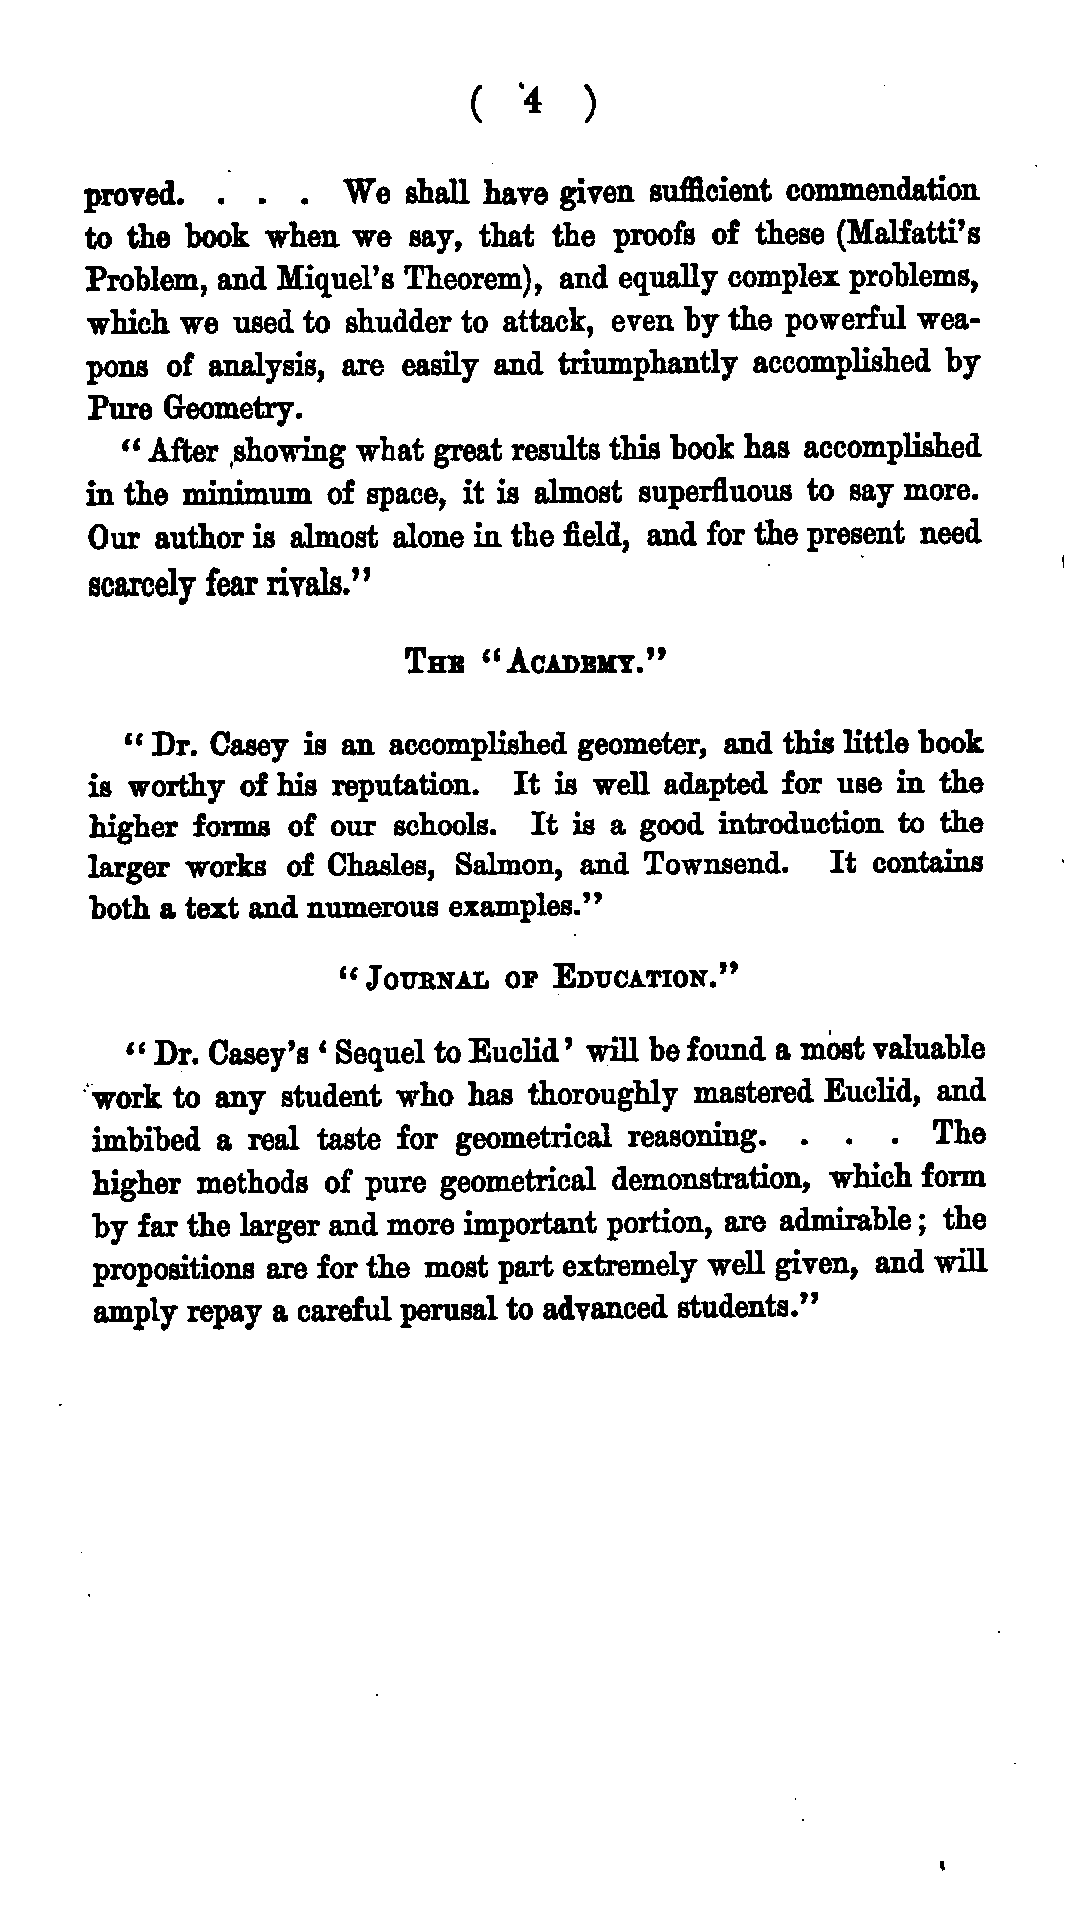 ( 4 )
proved. . . . We shall have given sufficient commendation
to the book when we say, that the proofs of these (Malfatti's
Problem, and Miquel's Theorem), and equally complex problems,
which we used to shudder to attack, even by the powerful wea-
pons of analysis, are easily and triumphantly accomplished by
Pure Geometry.
"After showing what great results this book has accomplished
in the minimum of space, it is almost superfluous to say more.
Our author is almost alone in the field, and for the present need
scarcely fear rivals."
THE "ACADEMY."
"Dr. Casey is an accomplished geometer, and this little book
is worthy of his reputation. It is well adapted for use in the
higher forms of our schools. It is a good introduction to the
larger works of Chasles, Salmon, and Townsend. It contains
both a text and numerous examples."
"JOURNAL OF EDUCATION."
"Dr. Casey's 'Sequel to Euclid' will be found a most valuable
work to any student who has thoroughly mastered Euclid, and
imbibed a real taste for geometrical reasoning. . . . The
higher methods of pure geometrical demonstration, which form
by far the larger and more important portion, are admirable; the
propositions are for the most part extremely well given, and will
amply repay a careful perusal to advanced students."